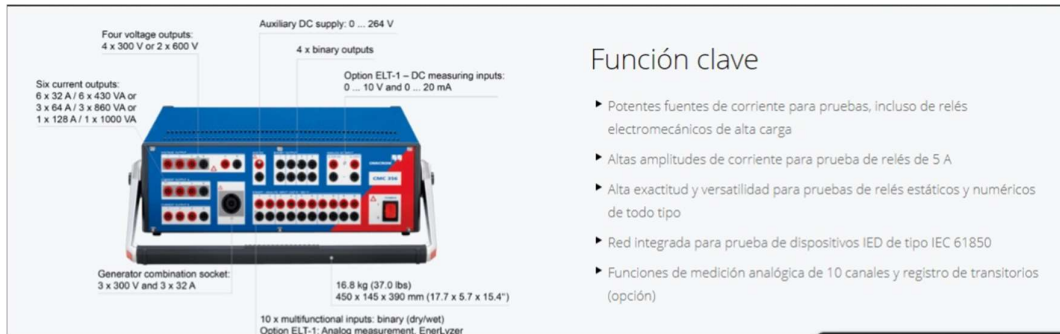 Auxiliary DC supply: 0 ... 264 V
Four voltage outputs:
4 x 300 V or 2 x 600 V
4 x binary outputs
Option ELT-1 – DC measuring inputs:
0 ... 10 V and 0 ... 20 mA
Six current outputs:
6 x 32 A / 6 x 430 VA or
3 x 64 A / 3 x 860 VA or
1 x 128 A / 1 x 1000 VA
CMC 356
Generator combination socket:
3 x 300 V and 3 x 32 A
16.8 kg (37.0 lbs)
450 x 145 x 390 mm (17.7 x 5.7 x 15.4")
10 x multifunctional inputs: binary (dry/wet)
Option ELT-1: Analog measurement, EnerLyzer
Función clave
Potentes fuentes de corriente para pruebas, incluso de relés
electromecánicos de alta carga
Altas amplitudes de corriente para prueba de relés de 5 A
Alta exactitud y versatilidad para pruebas de relés estáticos y numéricos
de todo tipo
Red integrada para prueba de dispositivos IED de tipo IEC 61850
Funciones de medición analógica de 10 canales y registro de transitorios
(opción)